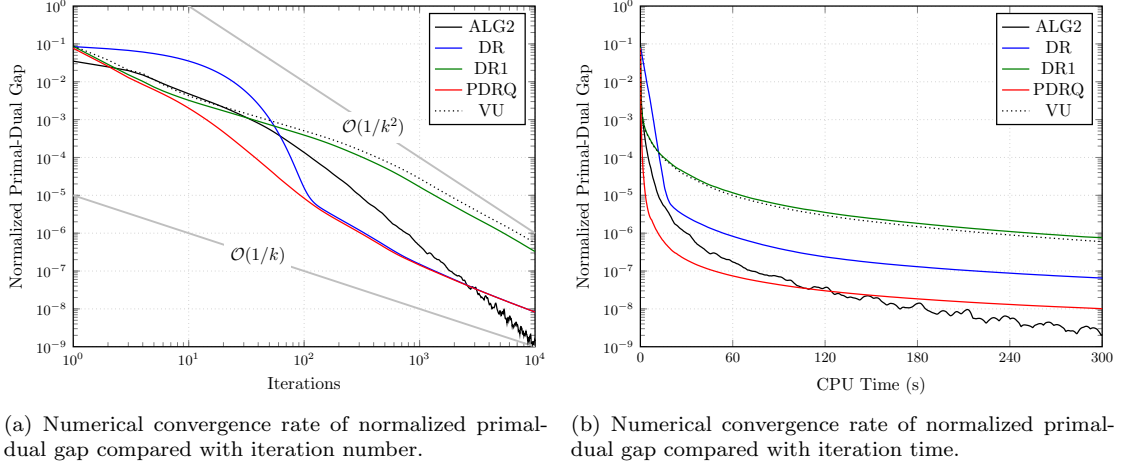 10^0
10^-1
10^-2
10^-3
10^-4
10^-5
10^-6
10^-7
10^-8
10^-9
10^0 10^1 10^2 10^3 10^4
Iterations
Normalized Primal-Dual Gap
ALG2
DR
DR1
PDRQ
VU
O(1/k^2)
O(1/k)
10^0
10^-1
10^-2
10^-3
10^-4
10^-5
10^-6
10^-7
10^-8
10^-9
0 60 120 180 240 300
CPU Time (s)
Normalized Primal-Dual Gap
ALG2
DR
DR1
PDRQ
VU
(a) Numerical convergence rate of normalized primal-
dual gap compared with iteration number.
(b) Numerical convergence rate of normalized primal-
dual gap compared with iteration time.